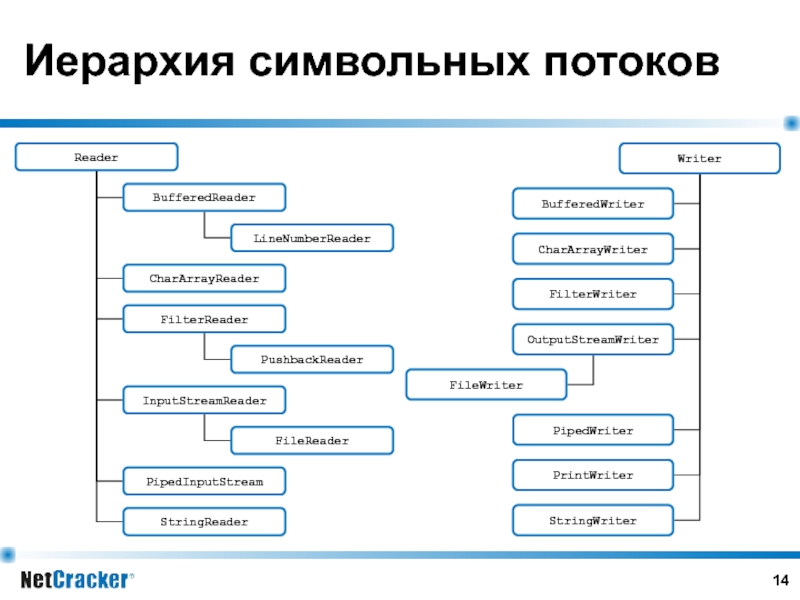 Иерархия символьных потоков
Reader
BufferedReader
LineNumberReader
CharArrayReader
FilterReader
PushbackReader
InputStreamReader
FileReader
PipedInputStream
StringReader
Writer
BufferedWriter
CharArrayWriter
FilterWriter
OutputStreamWriter
FileWriter
PipedWriter
PrintWriter
StringWriter
NetCracker®
14